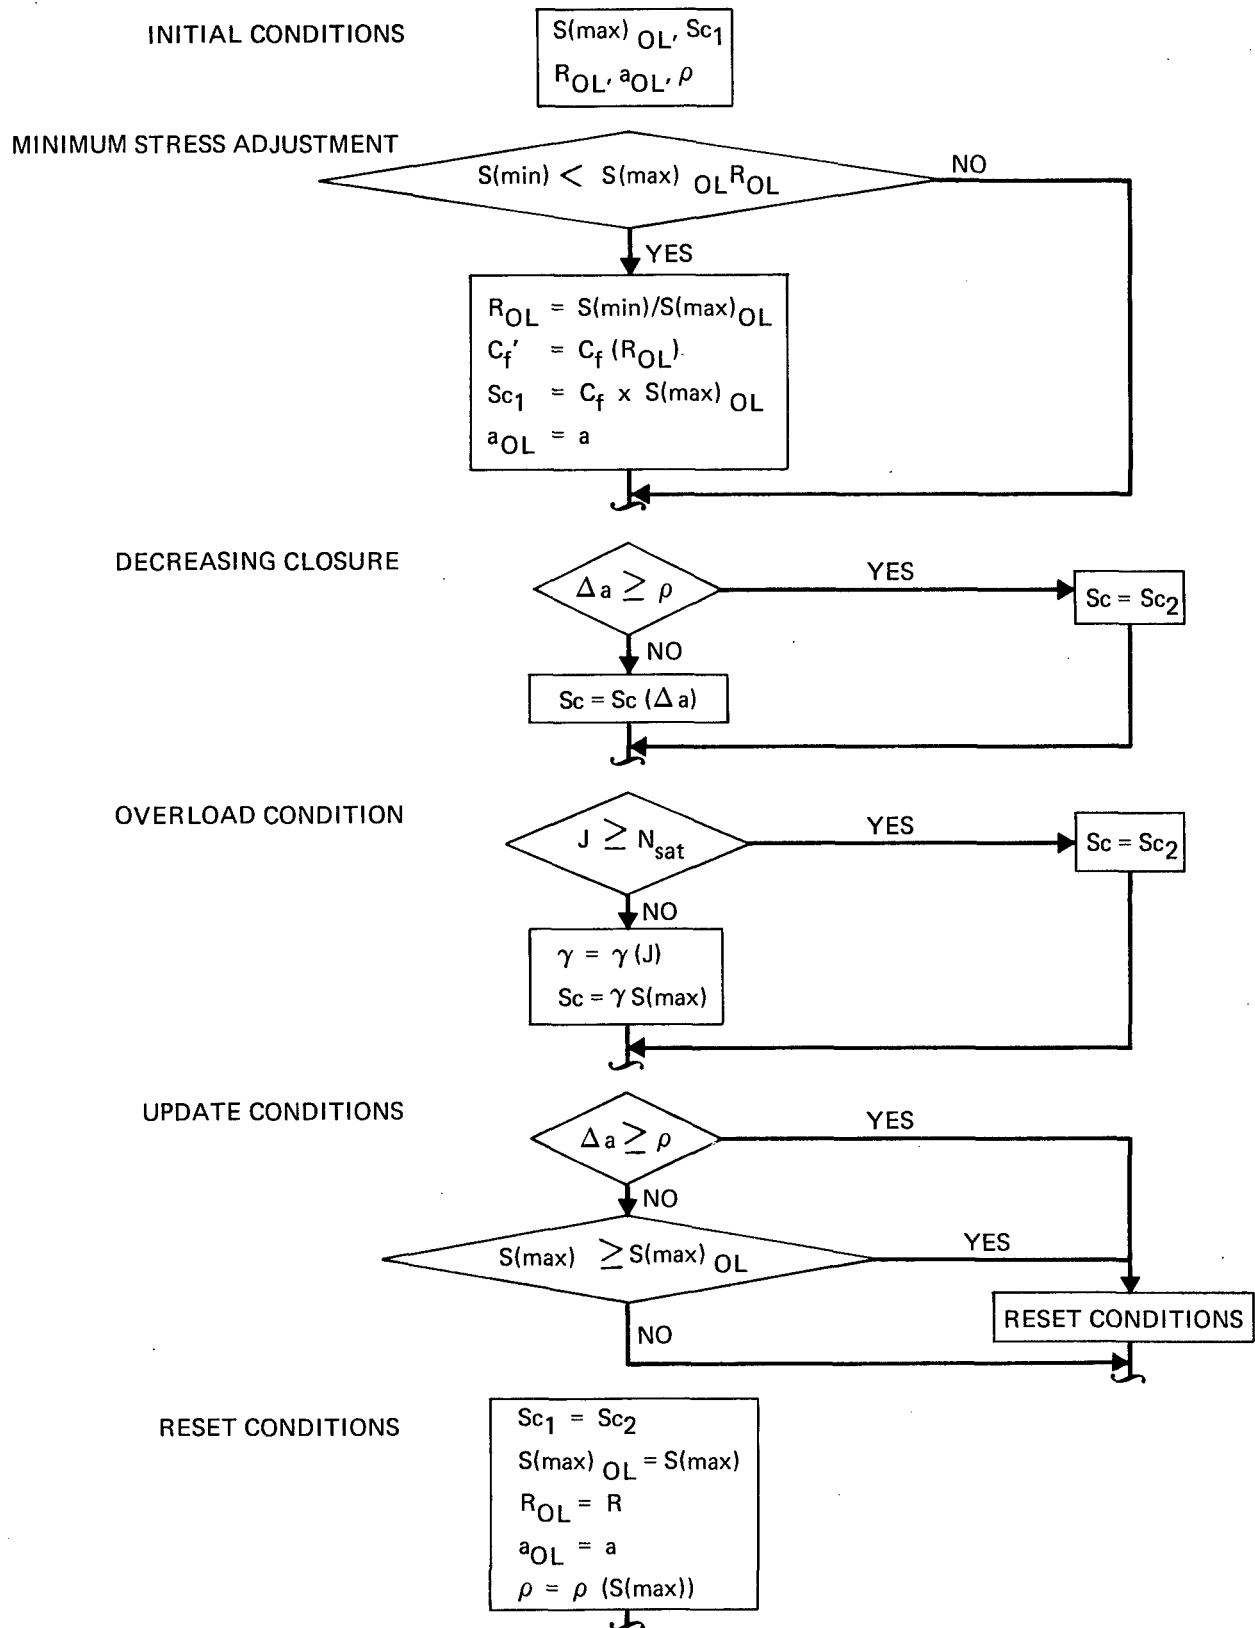 INITIAL CONDITIONS
S(max) OL, Sc1
ROL, aOL, ρ
MINIMUM STRESS ADJUSTMENT
S(min) < S(max) OL ROL
NO
YES
ROL = S(min)/S(max)OL
Cf' = Cf (ROL).
Sc1 = Cf x S(max) OL
aOL = a
DECREASING CLOSURE
Δa ≥ ρ
YES
Sc = Sc2
NO
Sc = Sc (Δa)
OVERLOAD CONDITION
J ≥ Nsat
YES
Sc = Sc2
NO
γ = γ (J)
Sc = γ S(max)
UPDATE CONDITIONS
Δa ≥ ρ
YES
NO
S(max) ≥ S(max) OL
YES
RESET CONDITIONS
NO
RESET CONDITIONS
Sc1 = Sc2
S(max) OL = S(max)
ROL = R
aOL = a
ρ = ρ (S(max))